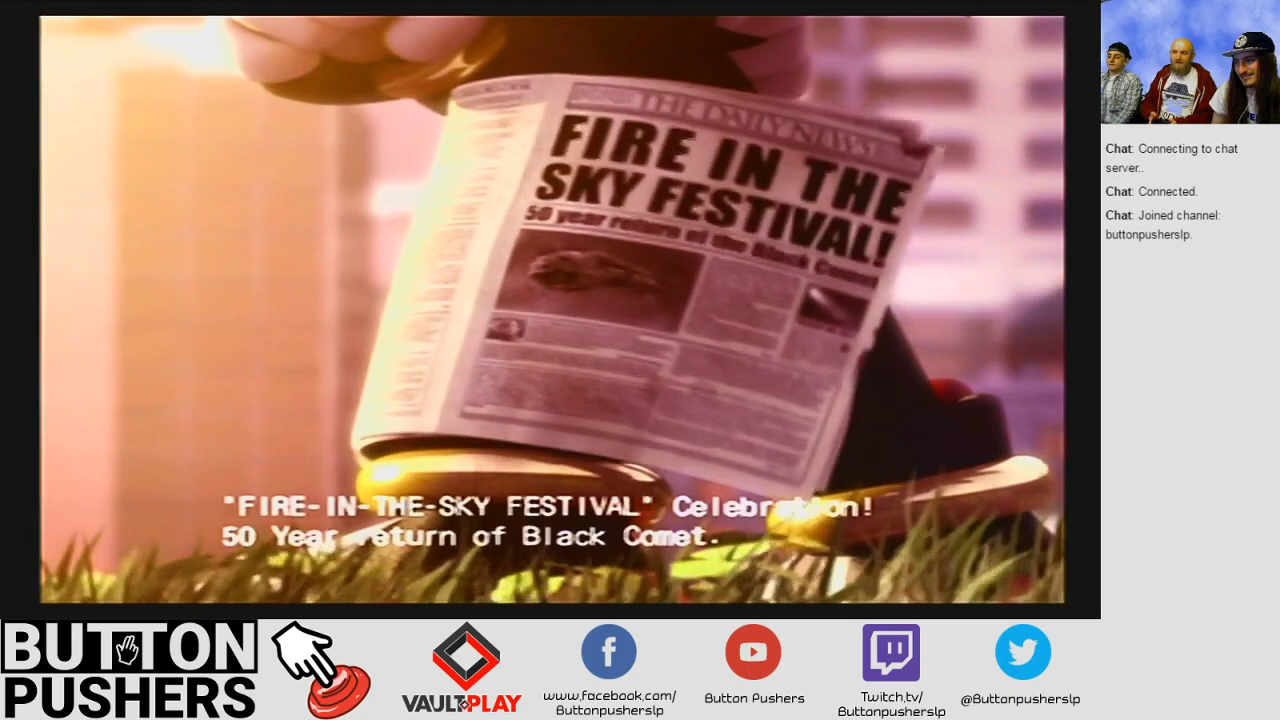 THE DAILY NEWS
FIRE IN THE
SKY FESTIVAL!
50 year return of the Black Comet
"FIRE-IN-THE-SKY FESTIVAL" Celebration!
50 Year return of Black Comet.
Chat: Connecting to chat
server..
Chat: Connected.
Chat: Joined channel:
buttonpusherslp.
BUTTON
PUSHERS
VAULTPLAY
www.facebook.com/
Buttonpusherslp
Button Pushers
Twitch.tv/
Buttonpusherslp
@Buttonpusherslp